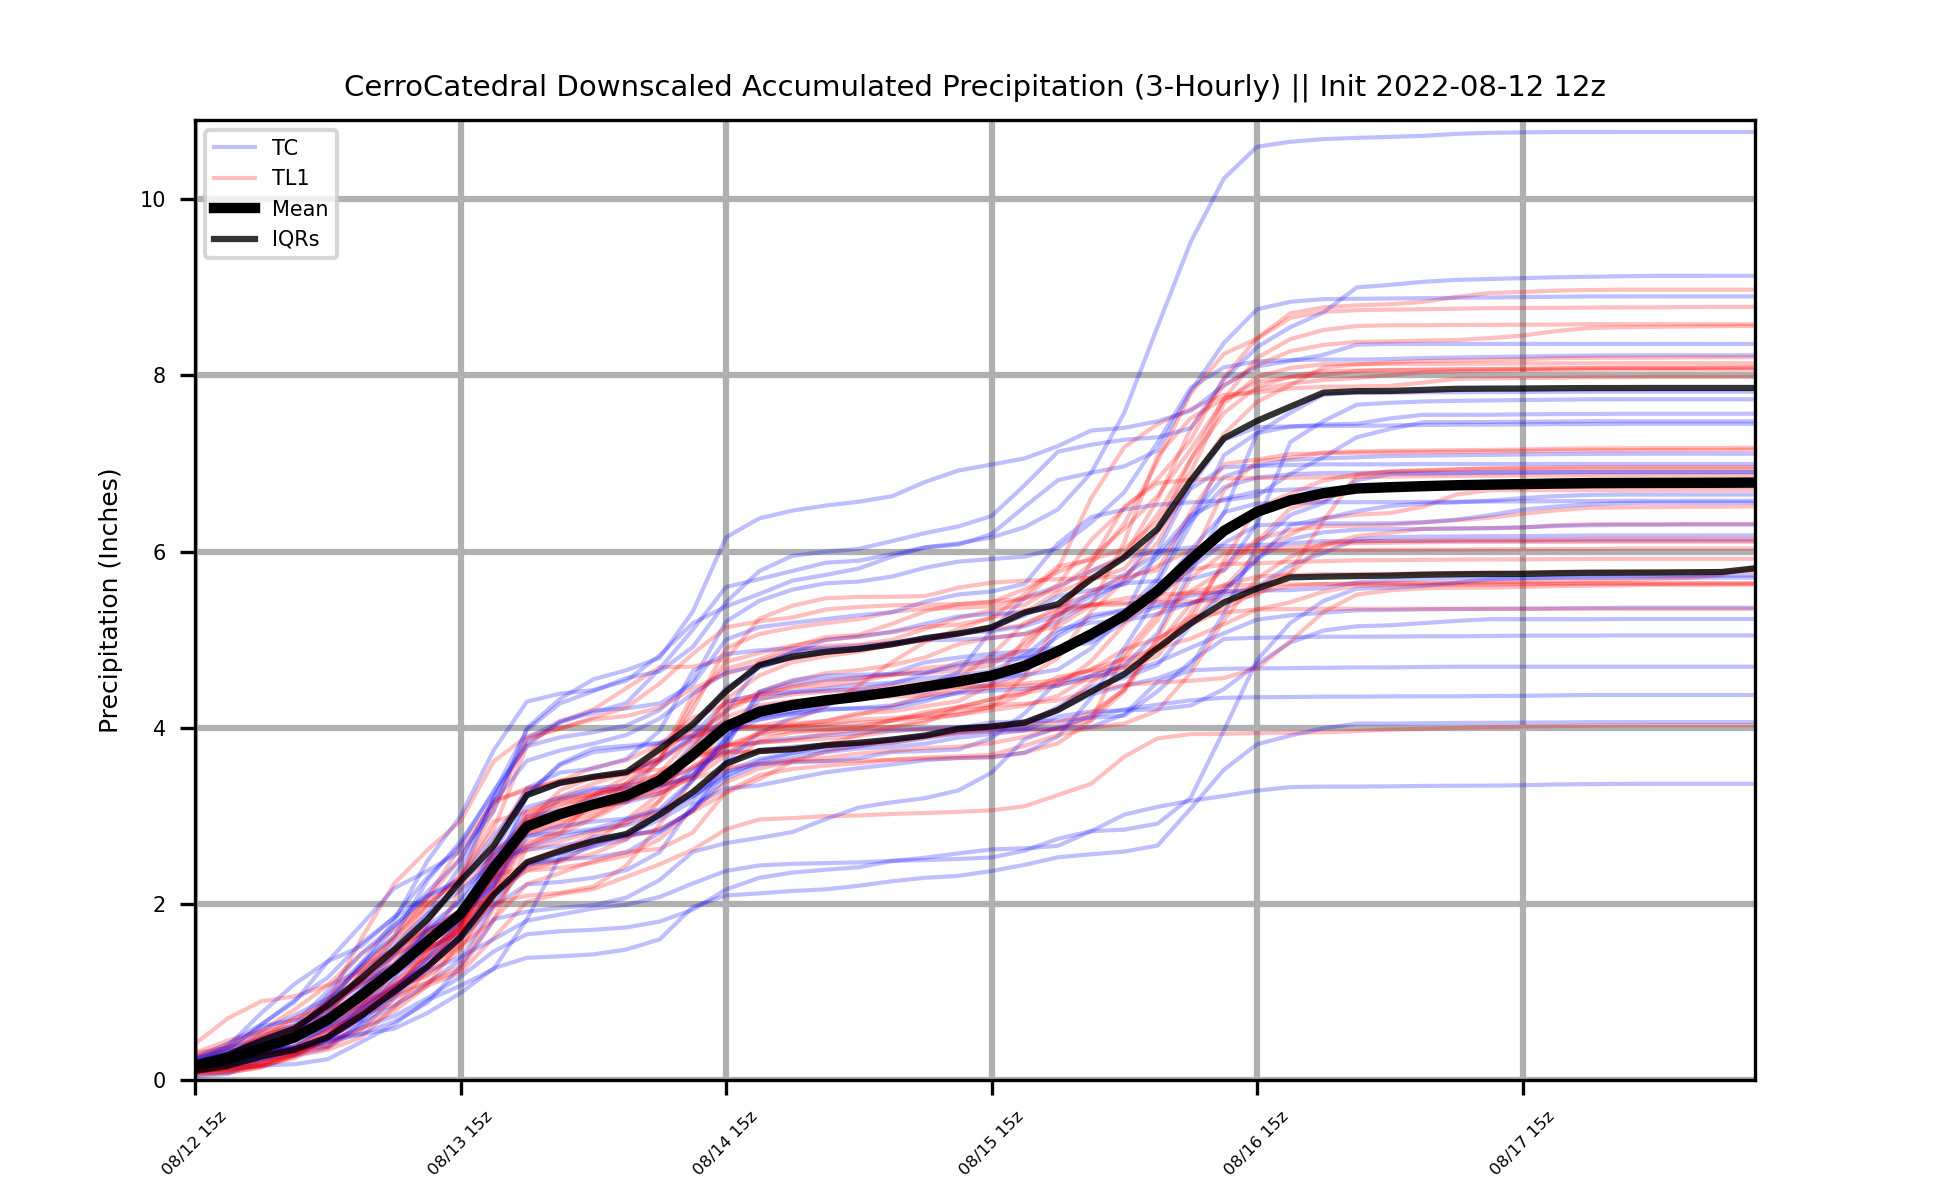 CerroCatedral Downscaled Accumulated Precipitation (3-Hourly) || Init 2022-08-12 12z
TC
TL1
Mean
IQRs
Precipitation (Inches)
10
8
6
4
2
0
08/12 15z
08/13 15z
08/14 15z
08/15 15z
08/16 15z
08/17 15z